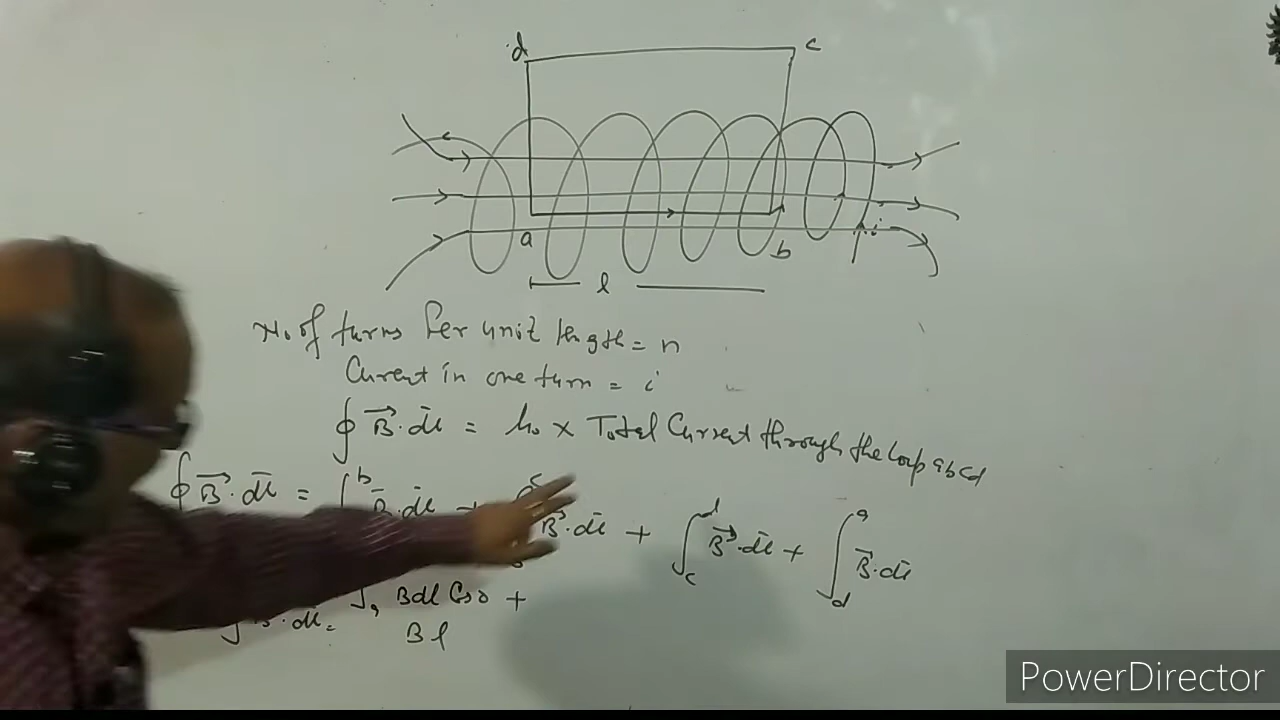 d c
a b i
l
No. of turns Per unit length = n
Current in one turn = i
∮ B⃗.dl = μ₀ × Total Current through the loop abcd
∮ B⃗.dl = ∫ᵇ B.dl + ∫ᶜ B⃗.dl + ∫_c^d B⃗.dl + ∫_d^a B⃗.dl
∫ B.dl = ∫ₐ Bdl Cos0 +
Bl
PowerDirector